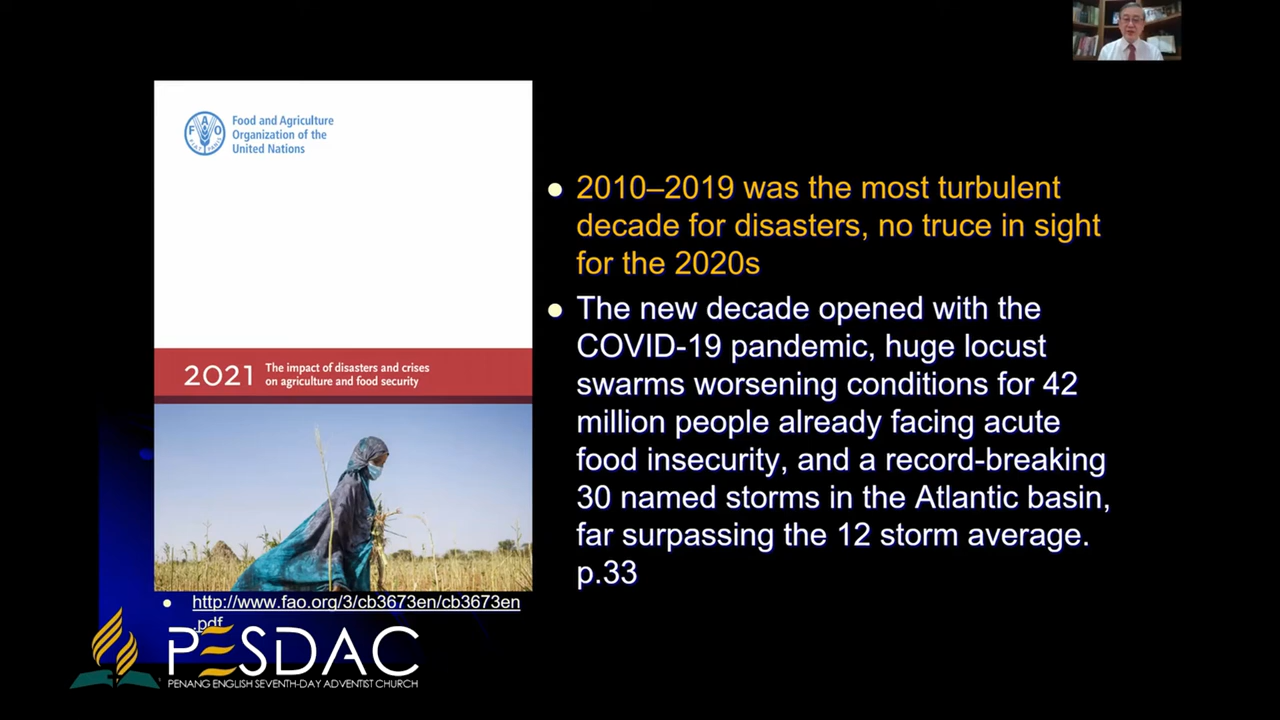 Food and Agriculture
Organization of the
United Nations
FAO
FIAT PANIS
2021
The impact of disasters and crises
on agriculture and food security
http://www.fao.org/3/cb3673en/cb3673en
.pdf
• 2010–2019 was the most turbulent
decade for disasters, no truce in sight
for the 2020s
• The new decade opened with the
COVID-19 pandemic, huge locust
swarms worsening conditions for 42
million people already facing acute
food insecurity, and a record-breaking
30 named storms in the Atlantic basin,
far surpassing the 12 storm average.
p.33
PESDAC
PENANG ENGLISH SEVENTH-DAY ADVENTIST CHURCH